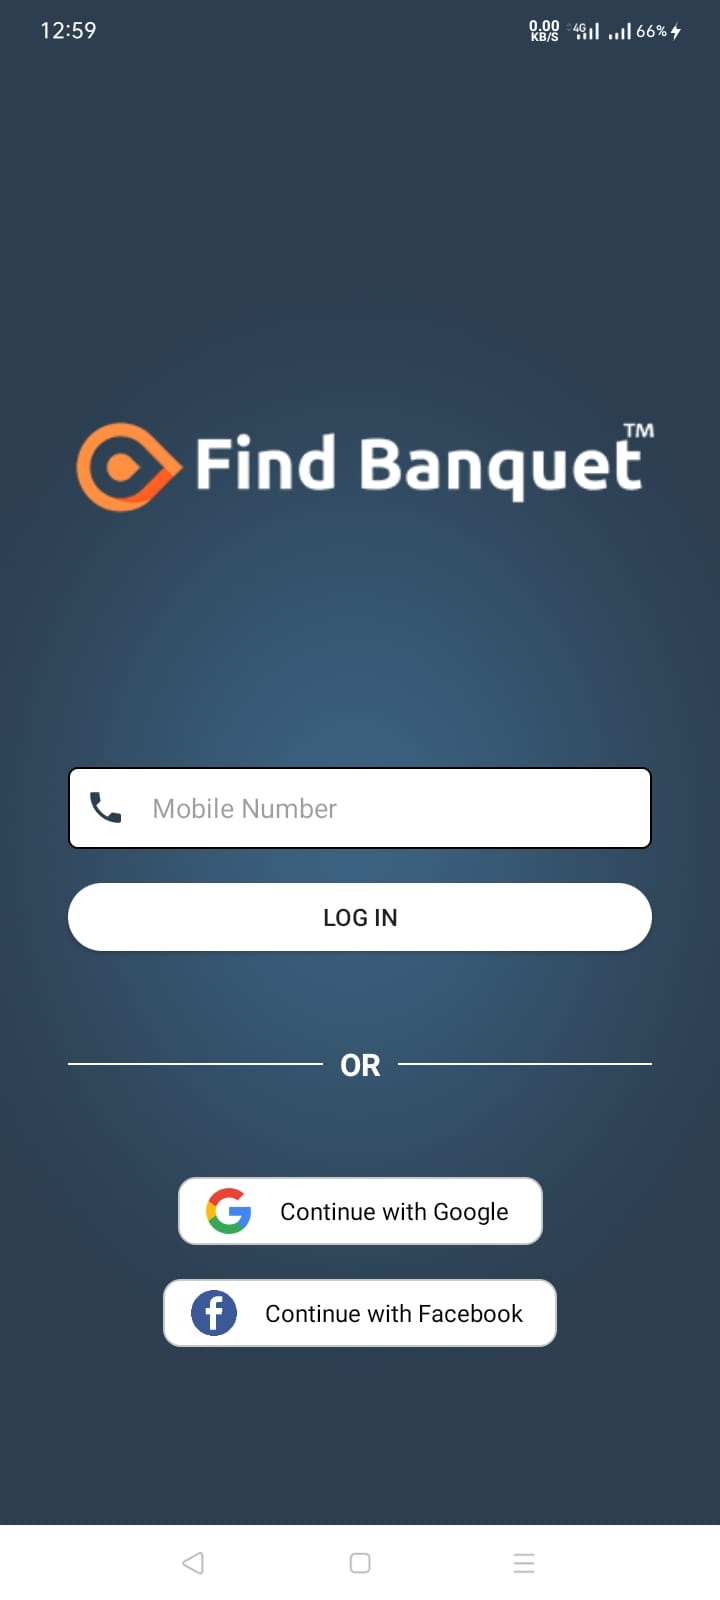 12:59
0.00 KB/S 4G 66%
Find Banquet™
Mobile Number
LOG IN
OR
Continue with Google
Continue with Facebook